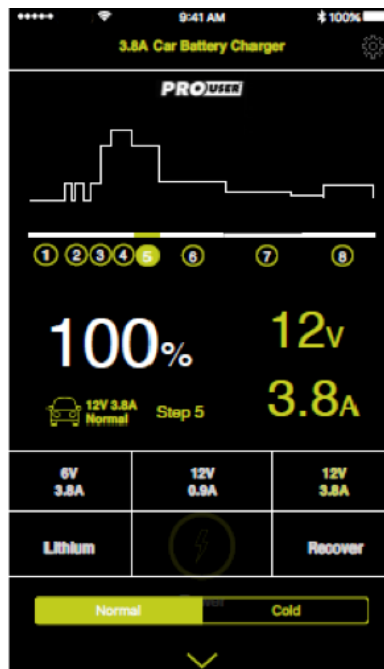 9:41 AM 100%
3.8A Car Battery Charger
PRO USER
1 2 3 4 5 6 7 8
100% 12V
3.8A
12V 3.8A
Normal
Step 5
6V
3.8A
12V
0.9A
12V
3.8A
Lithium
Recover
Normal
Cold